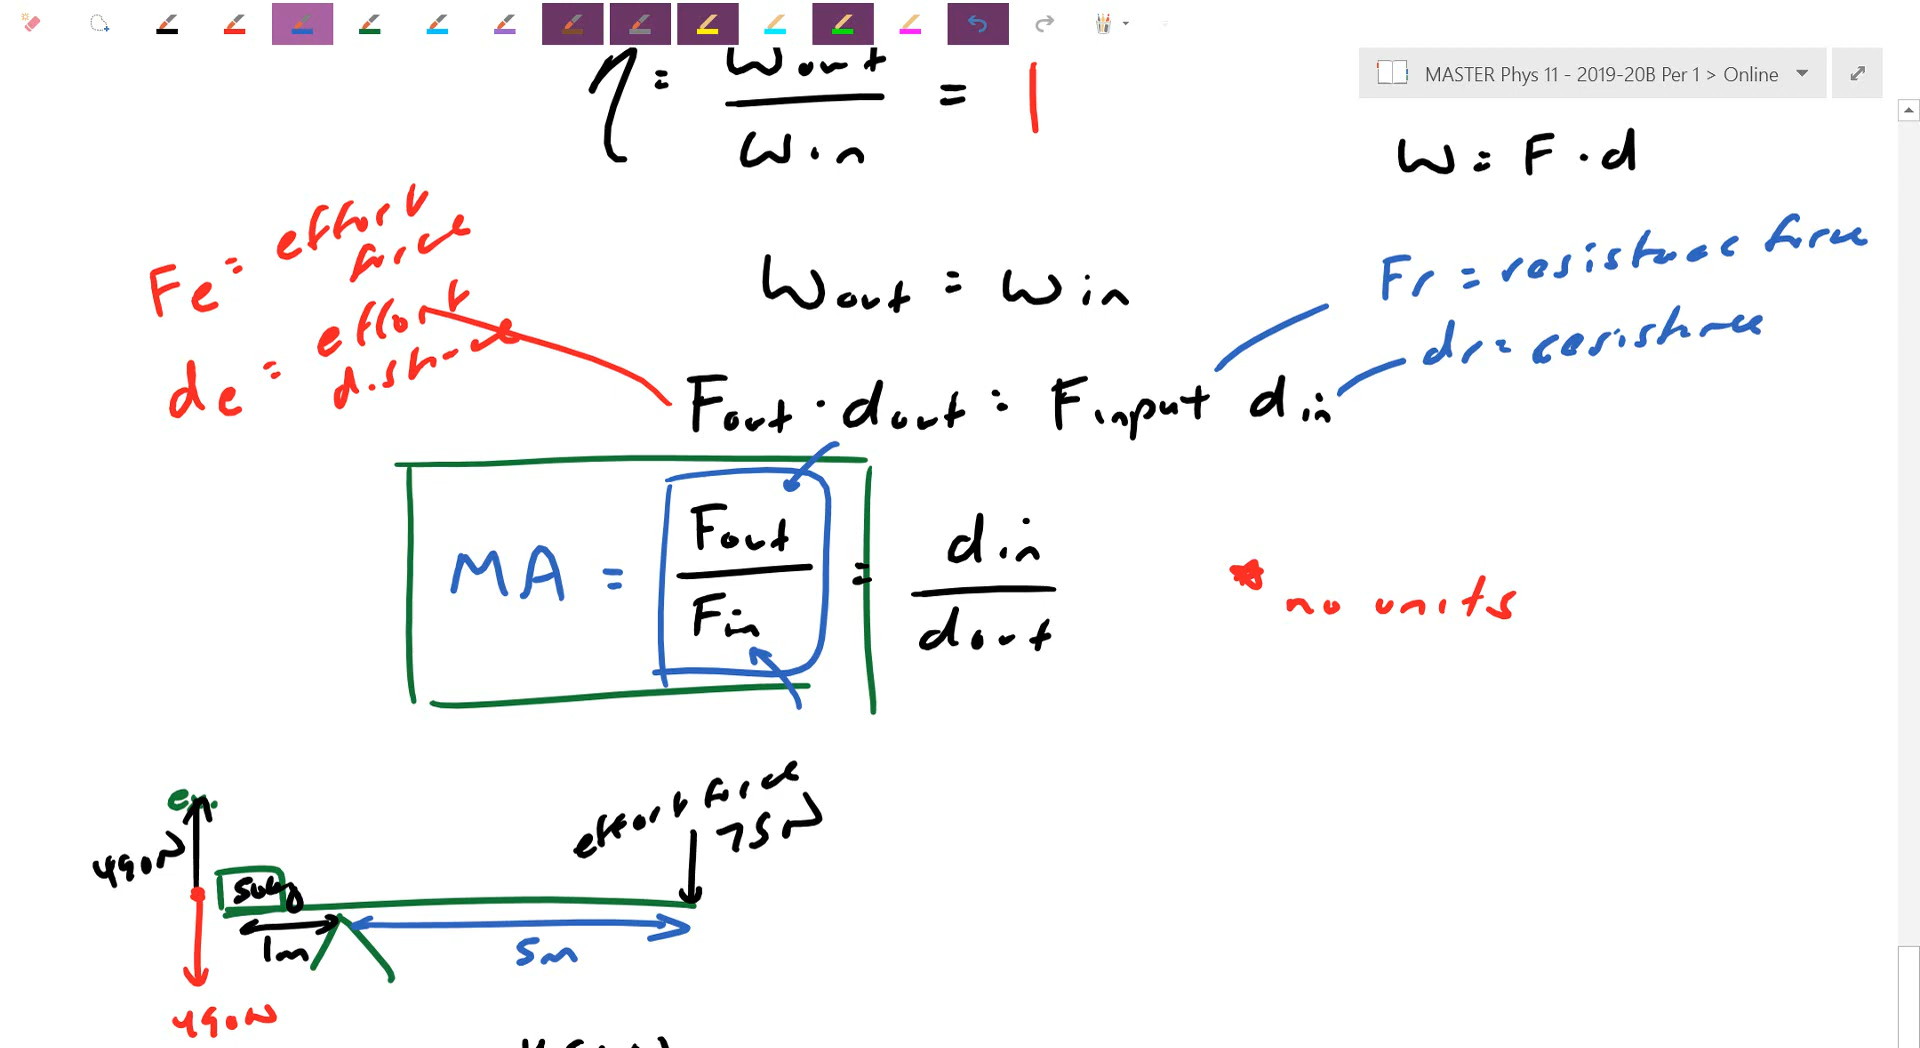 η = Wout / Win = 1
MASTER Phys 11 - 2019-20B Per 1 > Online
W = F · d
Fe = effort force
de = effort distance
Wout = Win
Fr = resistance force
dr = resistance
Fout · dout = Finput din
MA = Fout / Fin = din / dout
* no units
ex.
effort force
75N
490N
50kg
1m
5m
490N